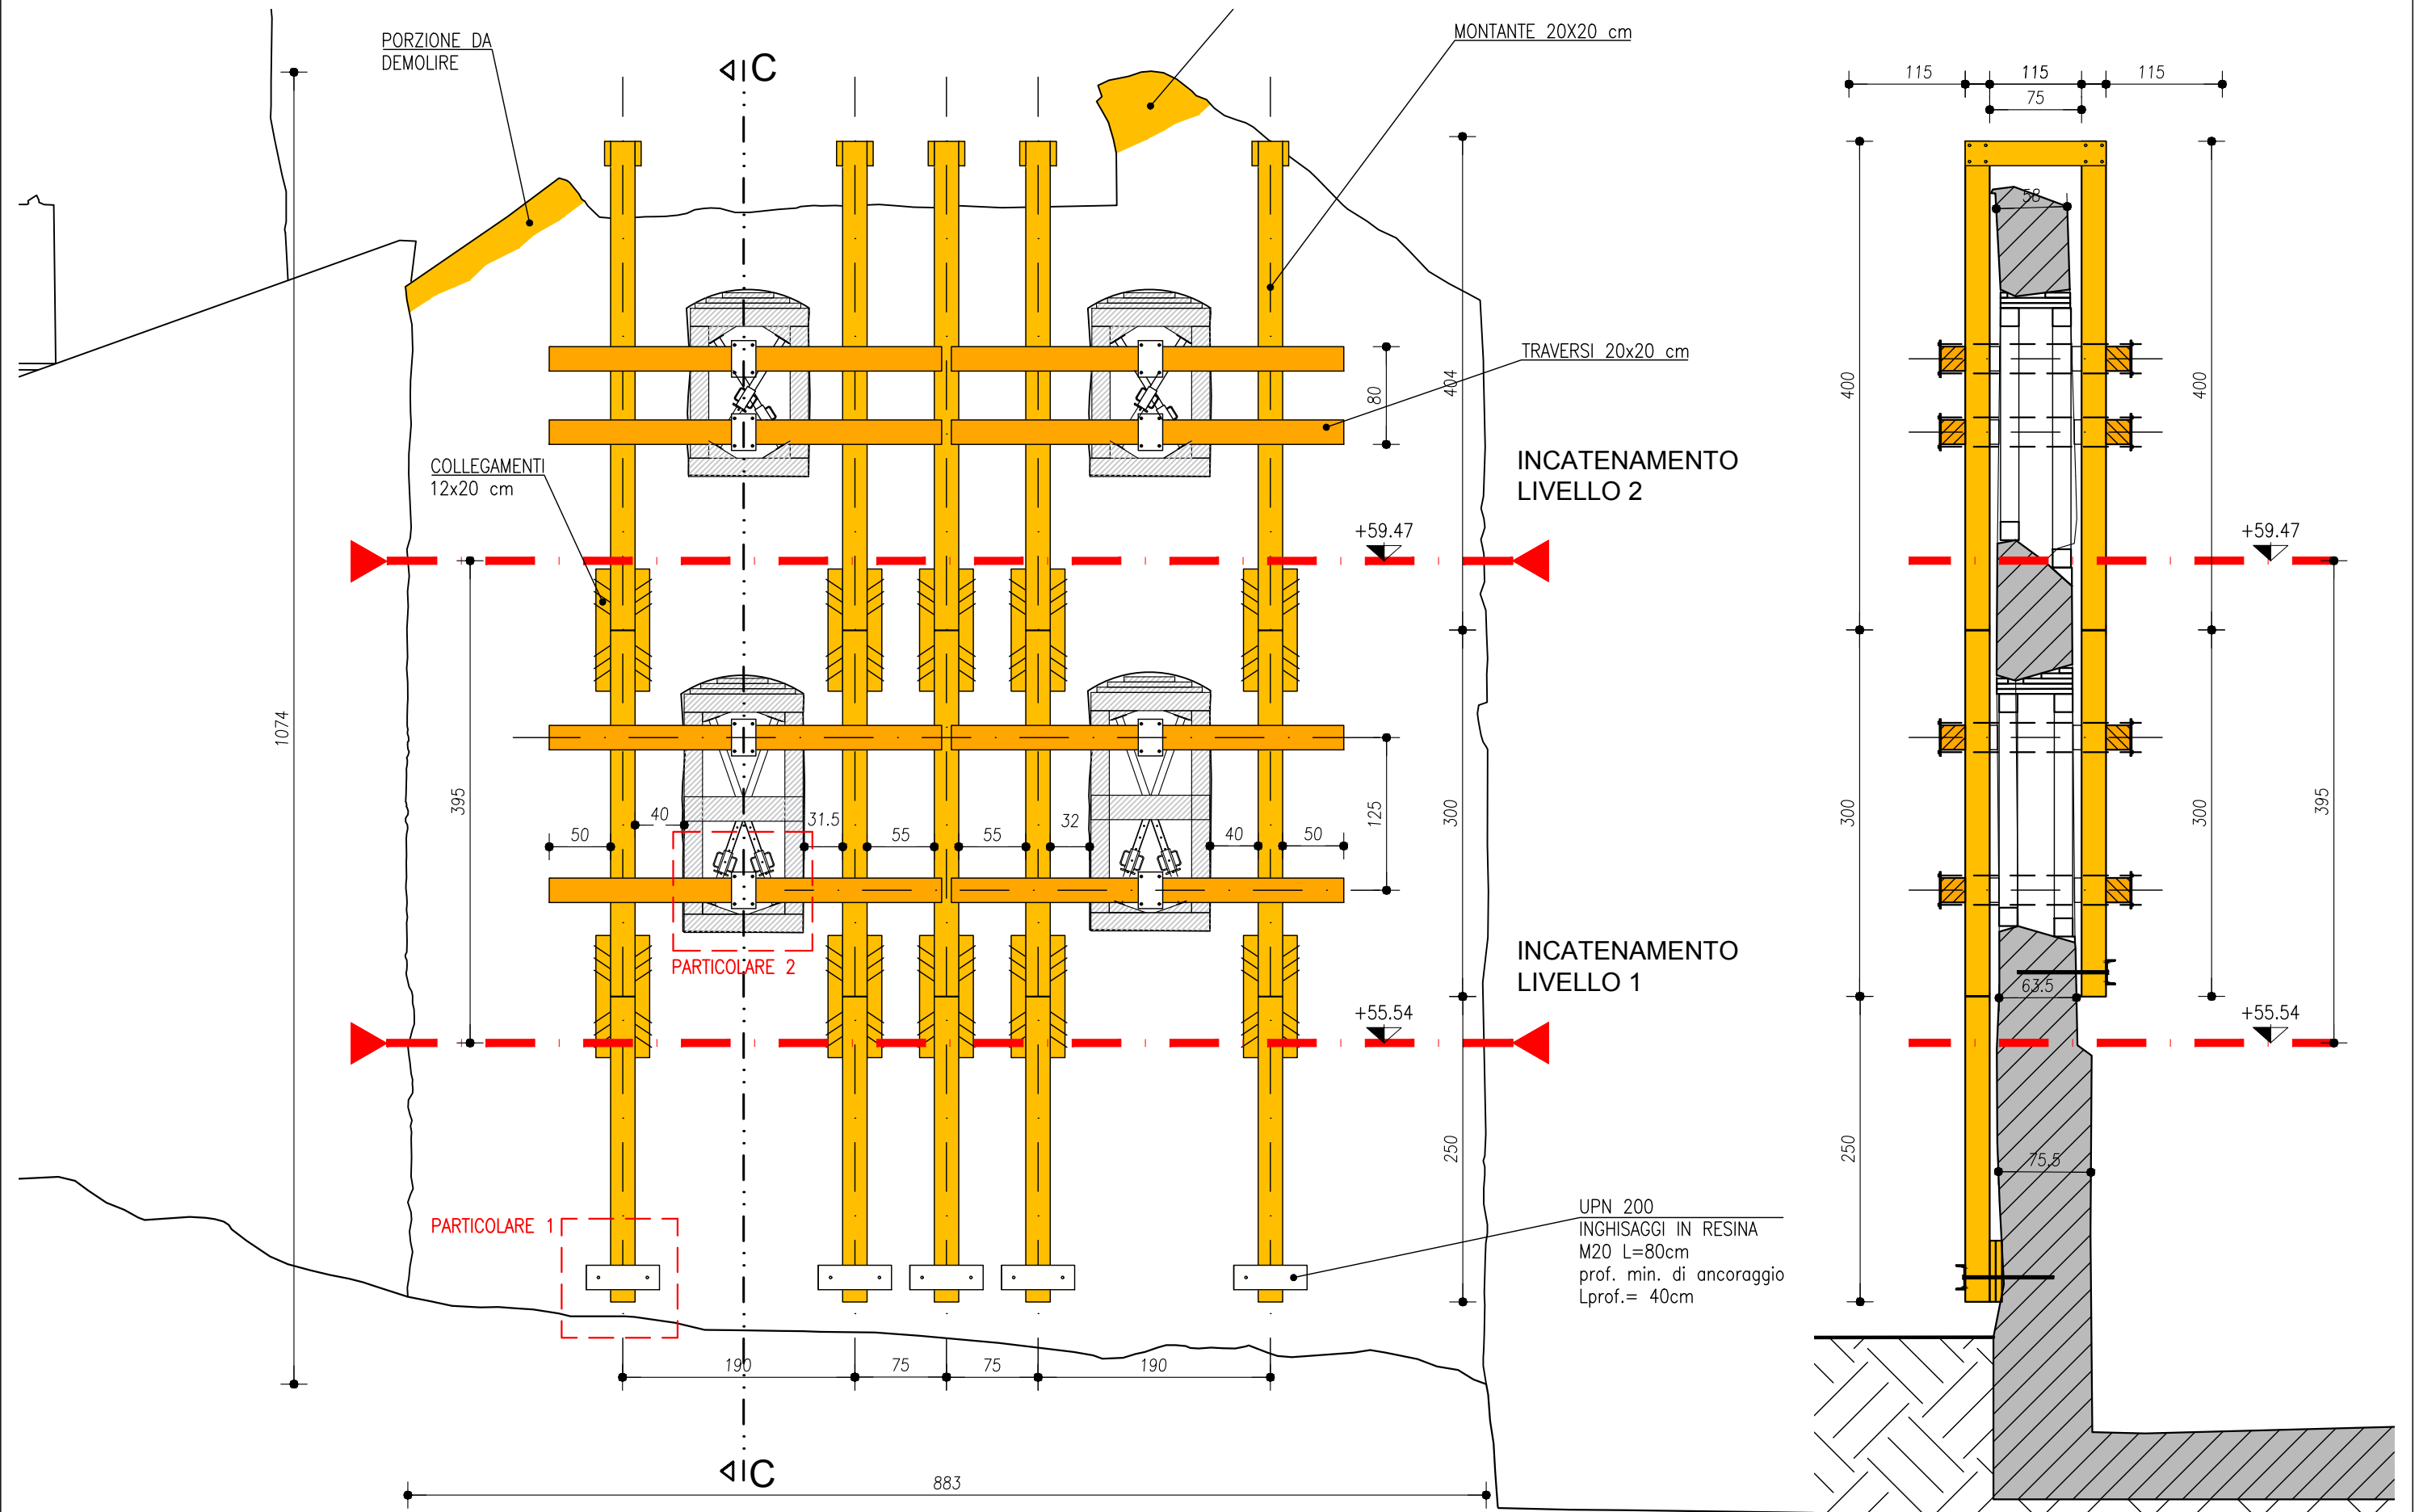 PORZIONE DA
DEMOLIRE
C
MONTANTE 20X20 cm
115
115
115
75
58
TRAVERSI 20x20 cm
80
404
400
400
COLLEGAMENTI
12x20 cm
INCATENAMENTO
LIVELLO 2
+59.47
+59.47
1074
395
50
40
31.5
55
55
32
40
50
125
300
300
300
395
PARTICOLARE 2
INCATENAMENTO
LIVELLO 1
63.5
+55.54
+55.54
250
250
75.5
PARTICOLARE 1
UPN 200
INGHISAGGI IN RESINA
M20 L=80cm
prof. min. di ancoraggio
Lprof.= 40cm
190
75
75
190
C
883